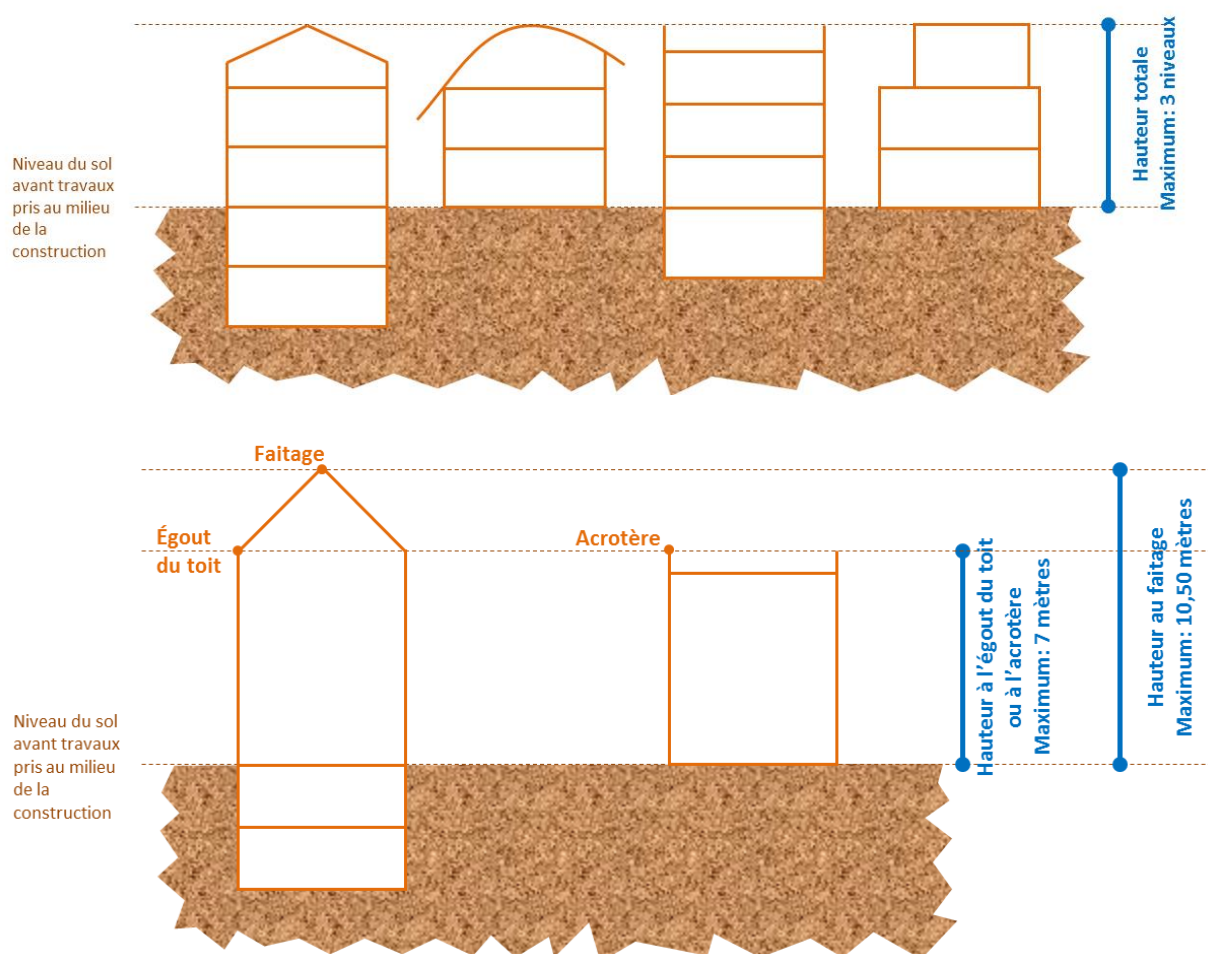 Niveau du sol
avant travaux
pris au milieu
de la
construction
Hauteur totale
Maximum: 3 niveaux
Faitage
Égout
du toit
Acrotère
Hauteur à l'égout du toit
ou à l'acrotère
Maximum: 7 mètres
Hauteur au faitage
Maximum: 10,50 mètres
Niveau du sol
avant travaux
pris au milieu
de la
construction